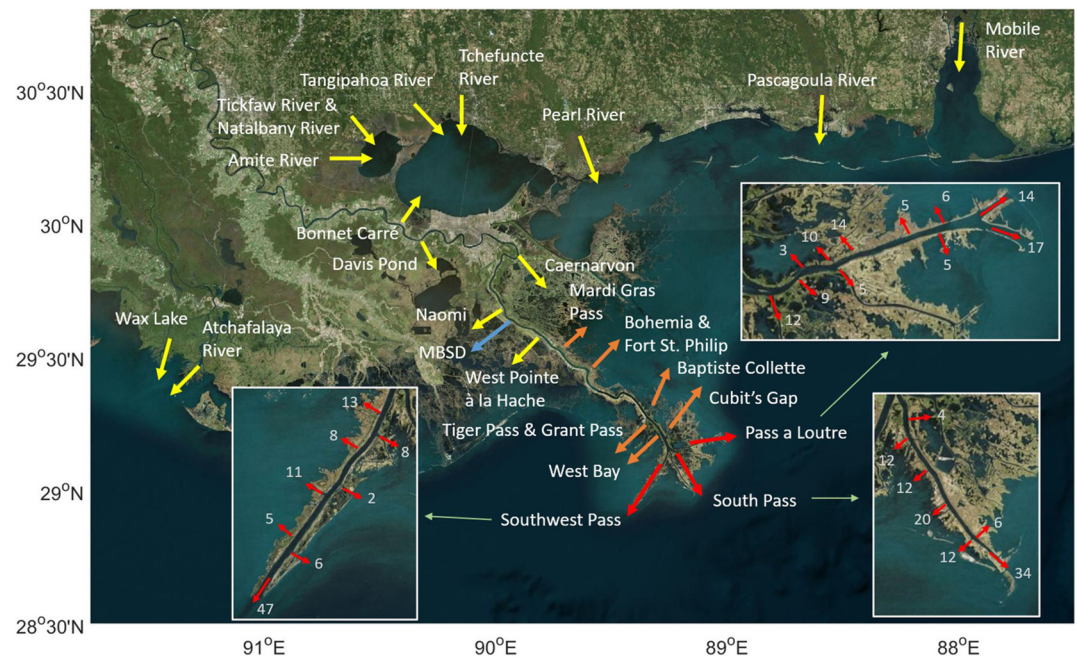 Mobile
River
Tchefuncte
River
Tangipahoa River
Pascagoula River
30°30'N
Tickfaw River &
Natalbany River
Pearl River
Amite River
14
6
5
14
10
3
17
5
5
9
12
30°N
Bonnet Carré
Davis Pond
Caernarvon
Mardi Gras
Pass
Naomi
Wax Lake
Atchafalaya
River
Bohemia &
Fort St. Philip
MBSD
29°30'N
West Pointe
à la Hache
Baptiste Collette
Cubit's Gap
13
8
8
11
2
5
6
47
Tiger Pass & Grant Pass
Pass a Loutre
4
12
12
20
6
12
34
West Bay
29°N
South Pass
Southwest Pass
28°30'N
91°E
90°E
89°E
88°E